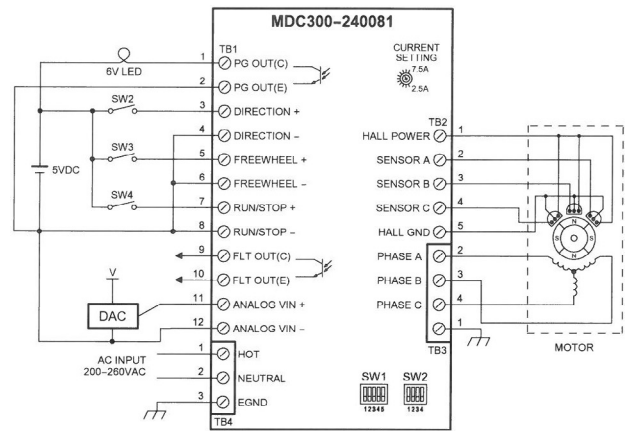 MDC300-240081
TB1
CURRENT
SETTING
7.5A
2.5A
6V LED
1 PG OUT(C)
2 PG OUT(E)
SW2
3 DIRECTION +
4 DIRECTION -
SW3
5 FREEWHEEL +
5VDC
6 FREEWHEEL -
SW4
7 RUN/STOP +
8 RUN/STOP -
9 FLT OUT(C)
10 FLT OUT(E)
V
11 ANALOG VIN +
DAC
12 ANALOG VIN -
AC INPUT
200-260VAC
1 HOT
2 NEUTRAL
3 EGND
TB4
TB2
HALL POWER 1
SENSOR A 2
SENSOR B 3
SENSOR C 4
HALL GND 5
PHASE A 2
PHASE B 3
PHASE C 4
1
TB3
N
S S
N
MOTOR
SW1 SW2
12345 1234